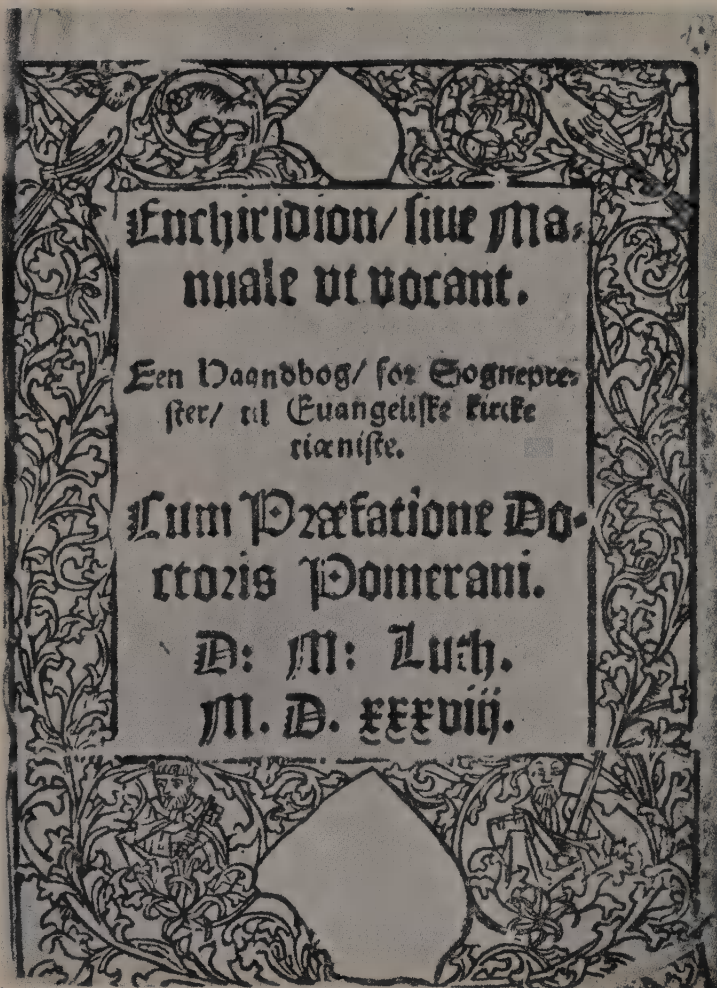 Enchiridion/ siue Ma-
nuale vt vocant.
Een Haandbog/ for Sognepre-
ster/ til Euangeliske kircke
tiæniste.
Cum Præfatione Do-
ctoris Pomerani.
D: M: Luth.
M. D. xxxviij.